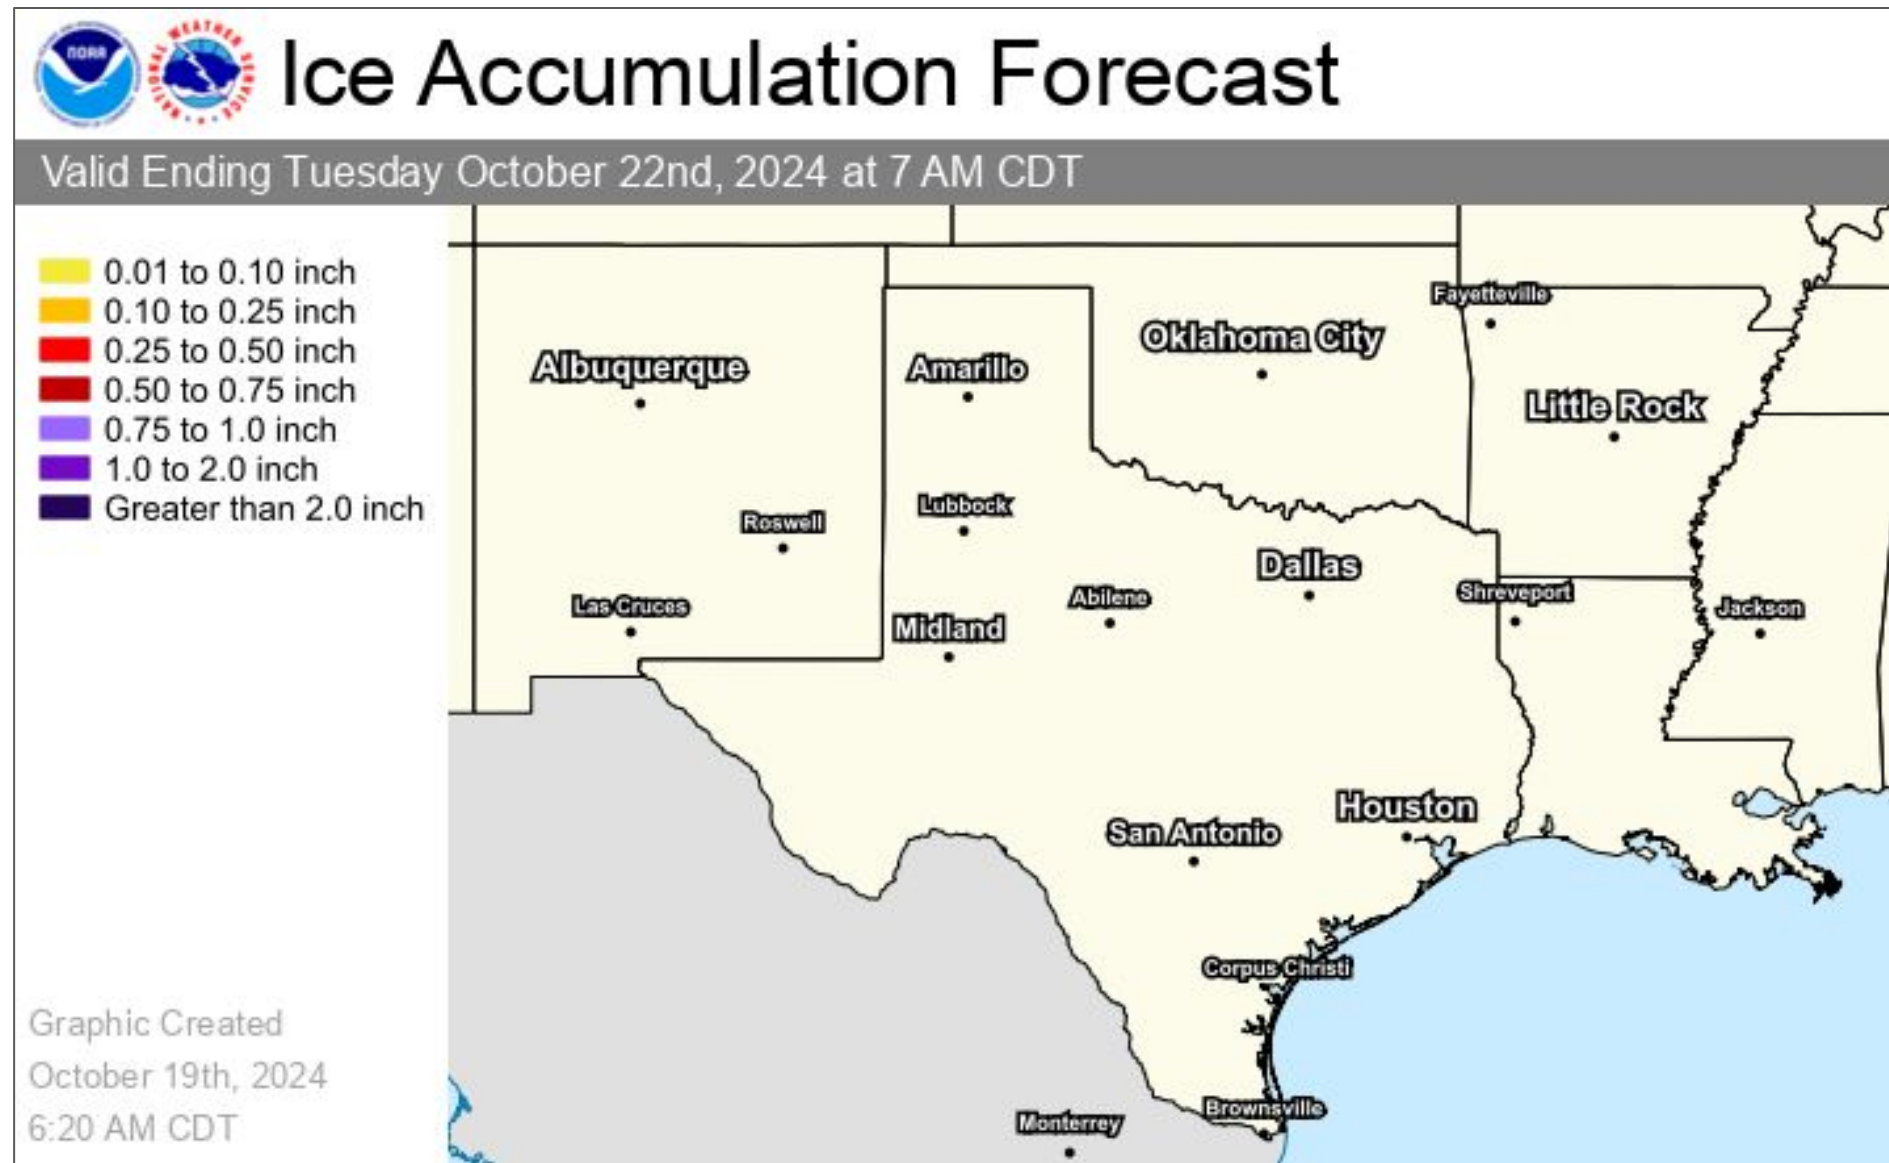 NOAA
NATIONAL WEATHER SERVICE
Ice Accumulation Forecast
Valid Ending Tuesday October 22nd, 2024 at 7 AM CDT
0.01 to 0.10 inch
0.10 to 0.25 inch
0.25 to 0.50 inch
0.50 to 0.75 inch
0.75 to 1.0 inch
1.0 to 2.0 inch
Greater than 2.0 inch
Fayetteville
Oklahoma City
Albuquerque
Amarillo
Little Rock
Lubbock
Roswell
Dallas
Shreveport
Abilene
Las Cruces
Jackson
Midland
Houston
San Antonio
Corpus Christi
Brownsville
Monterrey
Graphic Created
October 19th, 2024
6:20 AM CDT